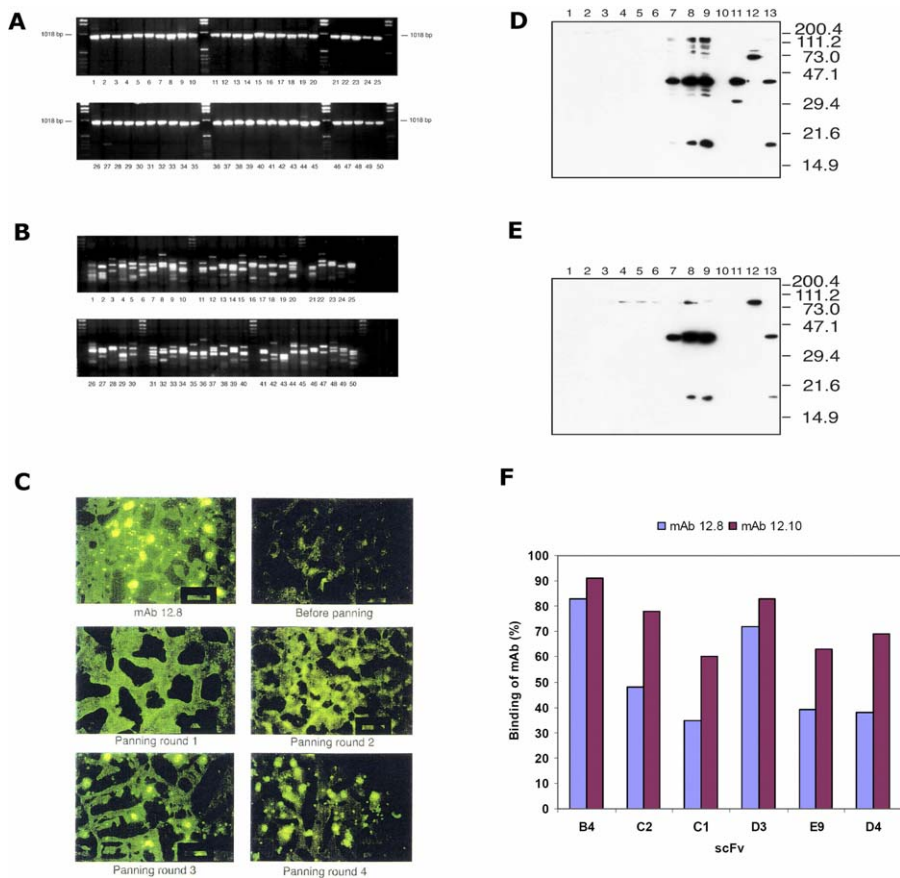 A
1018 bp
1018 bp
1 2 3 4 5 6 7 8 9 10 11 12 13 14 15 16 17 18 19 20 21 22 23 24 25
1018 bp
1018 bp
26 27 28 29 30 31 32 33 34 35 36 37 38 39 40 41 42 43 44 45 46 47 48 49 50
B
1 2 3 4 5 6 7 8 9 10 11 12 13 14 15 16 17 18 19 20 21 22 23 24 25
26 27 28 29 30 31 32 33 34 35 36 37 38 39 40 41 42 43 44 45 46 47 48 49 50
C
mAb 12.8
Before panning
Panning round 1
Panning round 2
Panning round 3
Panning round 4
D
1 2 3 4 5 6 7 8 9 10 11 12 13
200.4
111.2
73.0
47.1
29.4
21.6
14.9
E
1 2 3 4 5 6 7 8 9 10 11 12 13
200.4
111.2
73.0
47.1
29.4
21.6
14.9
F
mAb 12.8 mAb 12.10
Binding of mAb (%)
100
90
80
70
60
50
40
30
20
10
0
B4 C2 C1 D3 E9 D4
scFv